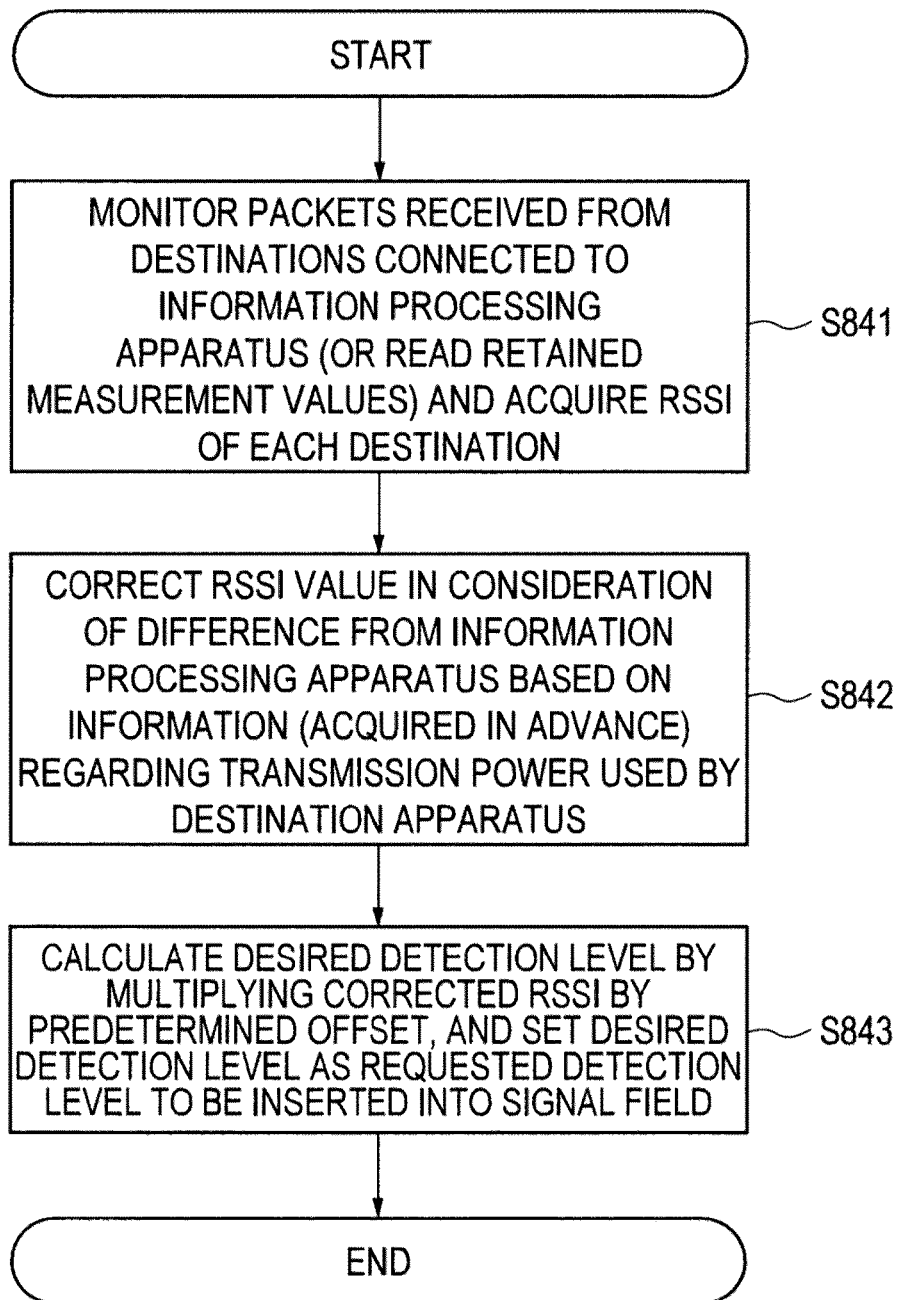 START
MONITOR PACKETS RECEIVED FROM
DESTINATIONS CONNECTED TO
INFORMATION PROCESSING
APPARATUS (OR READ RETAINED
MEASUREMENT VALUES) AND ACQUIRE RSSI
OF EACH DESTINATION
S841
CORRECT RSSI VALUE IN CONSIDERATION
OF DIFFERENCE FROM INFORMATION
PROCESSING APPARATUS BASED ON
INFORMATION (ACQUIRED IN ADVANCE)
REGARDING TRANSMISSION POWER USED BY
DESTINATION APPARATUS
S842
CALCULATE DESIRED DETECTION LEVEL BY
MULTIPLYING CORRECTED RSSI BY
PREDETERMINED OFFSET, AND SET DESIRED
DETECTION LEVEL AS REQUESTED DETECTION
LEVEL TO BE INSERTED INTO SIGNAL FIELD
S843
END